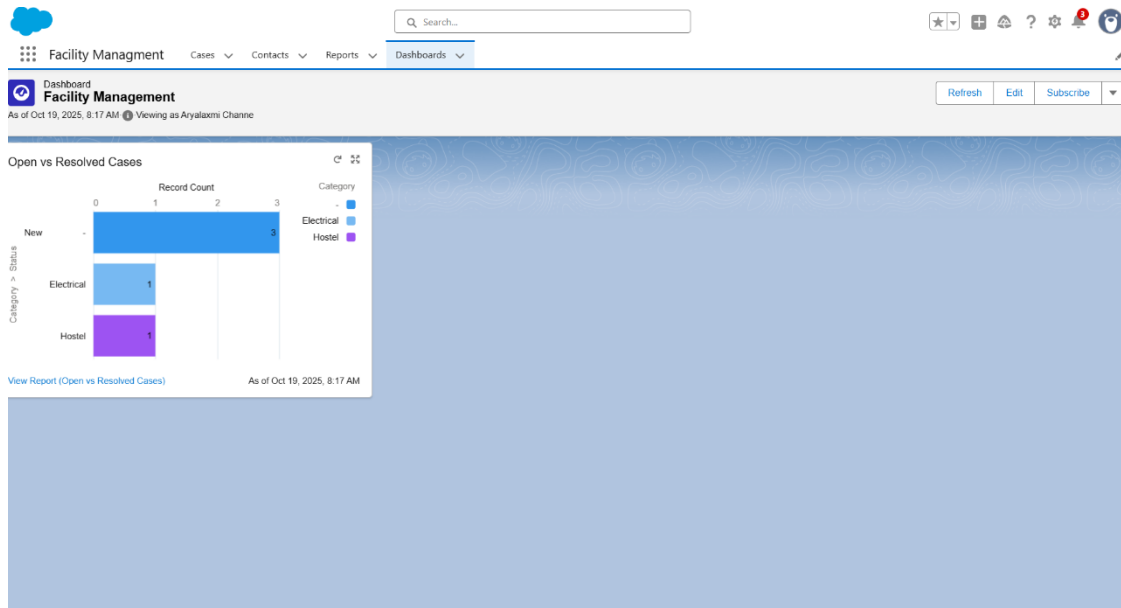 Search...
3
Facility Managment
Cases
Contacts
Reports
Dashboards
Dashboard
Facility Management
As of Oct 19, 2025, 8:17 AM Viewing as Aryalaxmi Channe
Refresh
Edit
Subscribe
Open vs Resolved Cases
Record Count
0 1 2 3
Category > Status
New
-
3
Electrical
1
Hostel
1
Category
-
Electrical
Hostel
View Report (Open vs Resolved Cases)
As of Oct 19, 2025, 8:17 AM